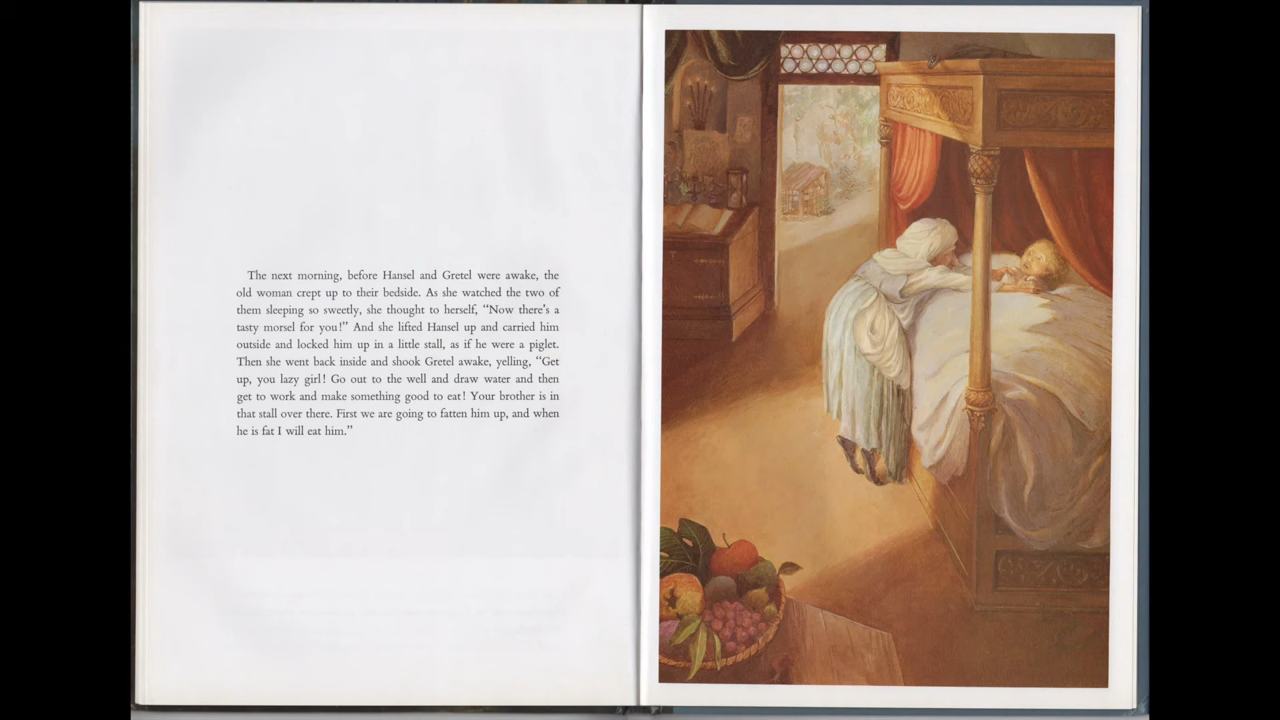 The next morning, before Hansel and Gretel were awake, the
old woman crept up to their bedside. As she watched the two of
them sleeping so sweetly, she thought to herself, “Now there’s a
tasty morsel for you!” And she lifted Hansel up and carried him
outside and locked him up in a little stall, as if he were a piglet.
Then she went back inside and shook Gretel awake, yelling, “Get
up, you lazy girl! Go out to the well and draw water and then
get to work and make something good to eat! Your brother is in
that stall over there. First we are going to fatten him up, and when
he is fat I will eat him.”